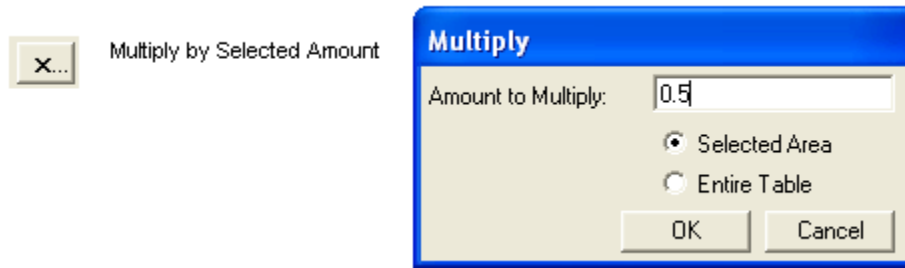 x...
Multiply by Selected Amount
Multiply
Amount to Multiply:
0.5
Selected Area
Entire Table
OK
Cancel